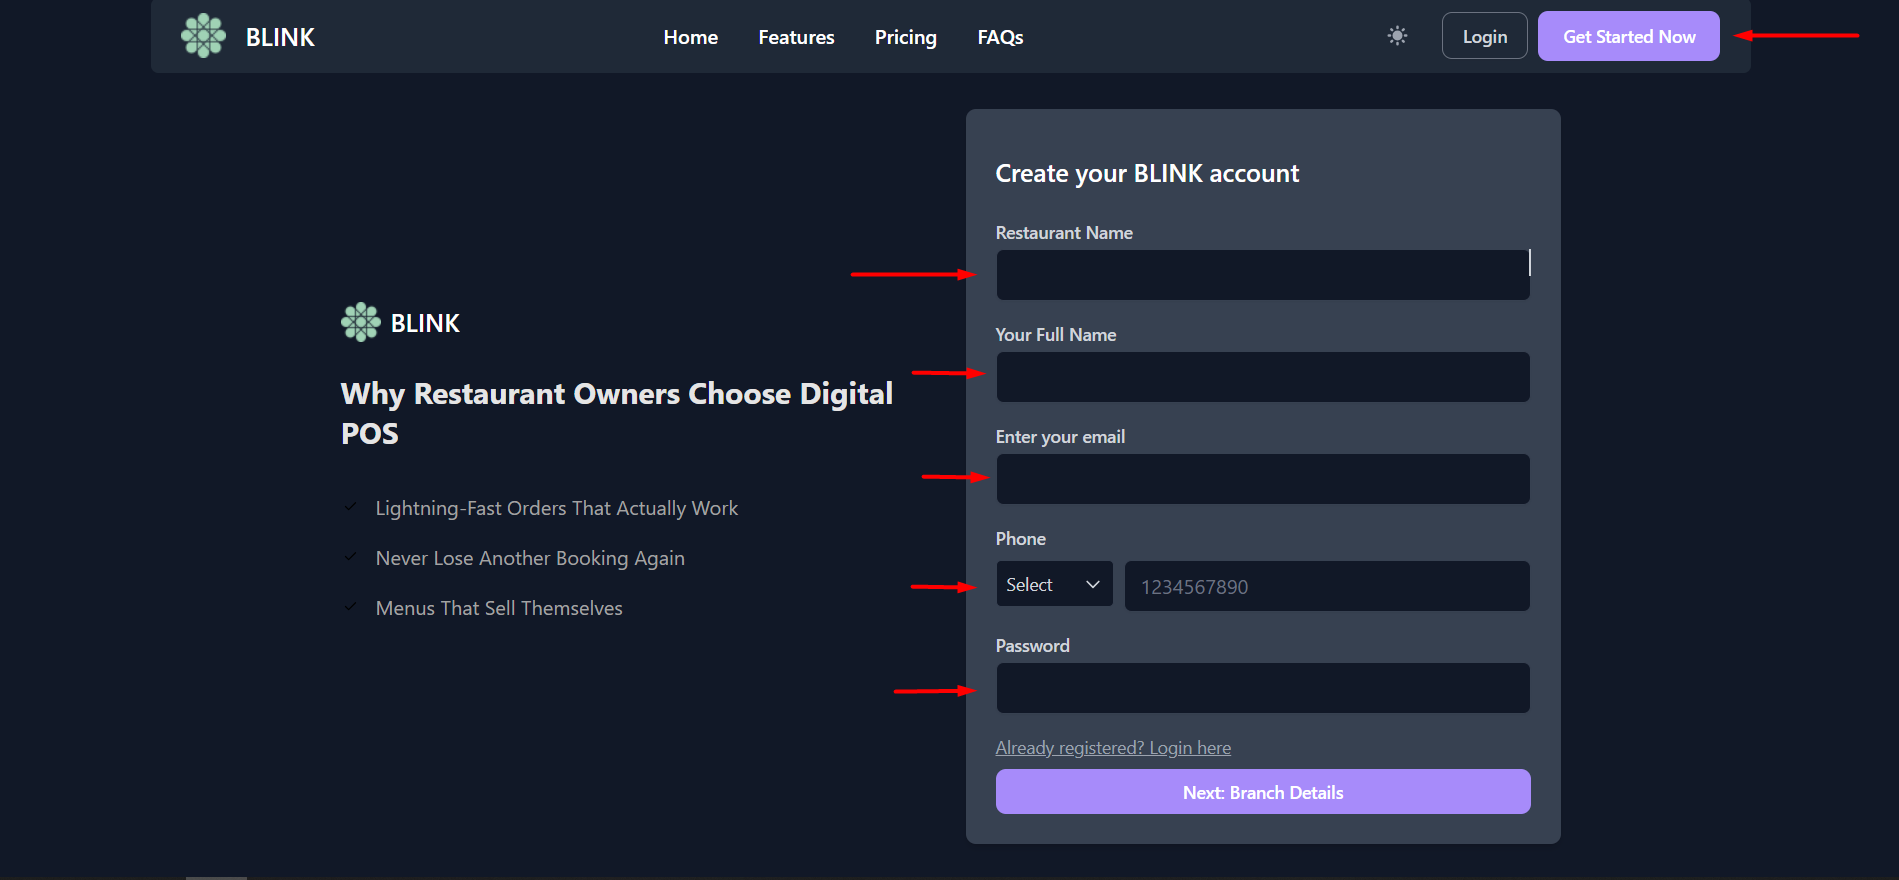 BLINK
Home
Features
Pricing
FAQs
Login
Get Started Now
BLINK
Why Restaurant Owners Choose Digital
POS
Lightning-Fast Orders That Actually Work
Never Lose Another Booking Again
Menus That Sell Themselves
Create your BLINK account
Restaurant Name
Your Full Name
Enter your email
Phone
Select
1234567890
Password
Already registered? Login here
Next: Branch Details